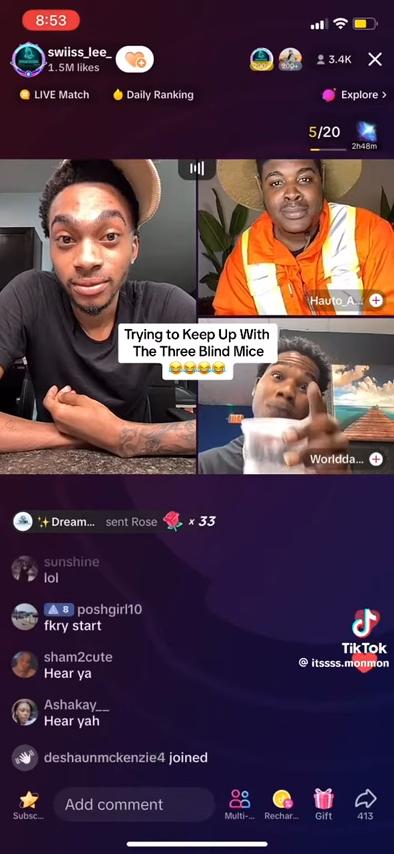 8:53
swiiss_lee_
1.5M likes
200+
3.4K
LIVE Match
Daily Ranking
Explore >
5/20
2h48m
Trying to Keep Up With
The Three Blind Mice
😂😂😂😂
Hauto_A...
Worldda...
✨Dream... sent Rose 🌹 x 33
sunshine
lol
8 poshgirl10
fkry start
sham2cute
Hear ya
Ashakay__
Hear yah
deshaunmckenzie4 joined
TikTok
@ itssss.monmon
Add comment
Subsc...
Multi-...
Rechar...
Gift
413